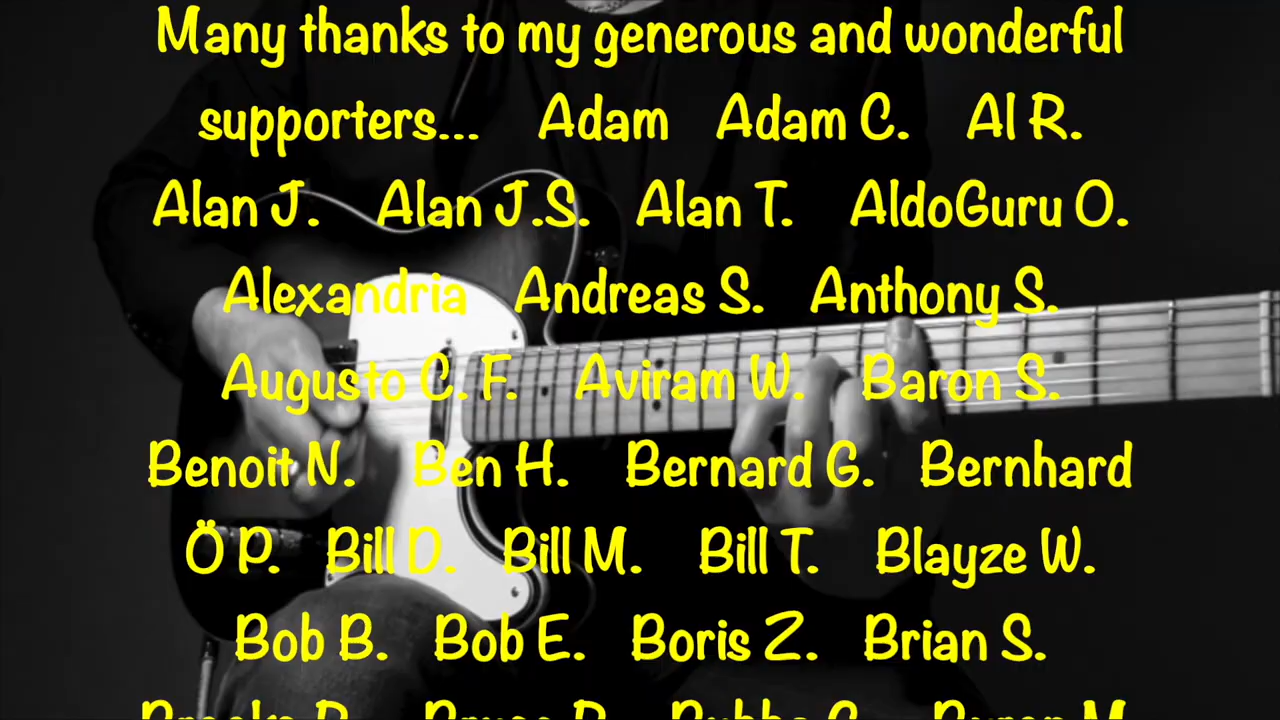 Many thanks to my generous and wonderful
supporters... Adam Adam C. Al R.
Alan J. Alan J.S. Alan T. AldoGuru O.
Alexandria Andreas S. Anthony S.
Augusto C. F. Aviram W. Baron S.
Benoit N. Ben H. Bernard G. Bernhard
Ö P. Bill D. Bill M. Bill T. Blayze W.
Bob B. Bob E. Boris Z. Brian S.